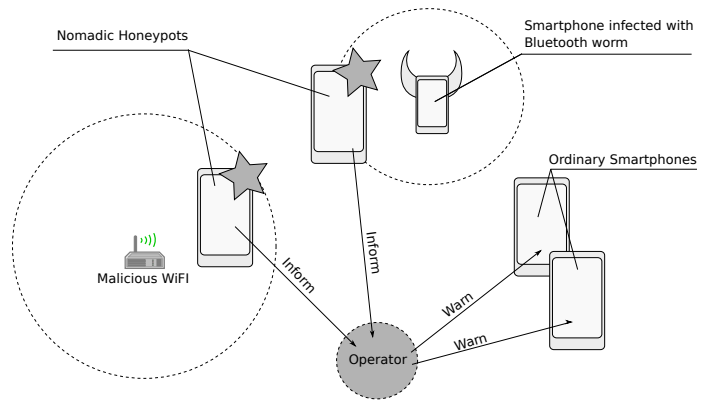 Smartphone infected with
Bluetooth worm
Nomadic Honeypots
Ordinary Smartphones
Inform
Malicious WiFI
Inform
Warn
Warn
Operator